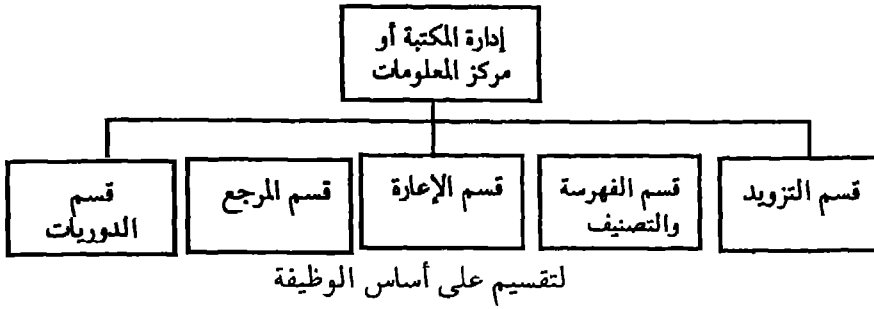 إدارة المكتبة أو
مركز المعلومات
قسم التزويد
قسم الفهرسة
والتصنيف
قسم الإعارة
قسم المرجع
قسم
الدوريات
لتقسيم على أساس الوظيفة